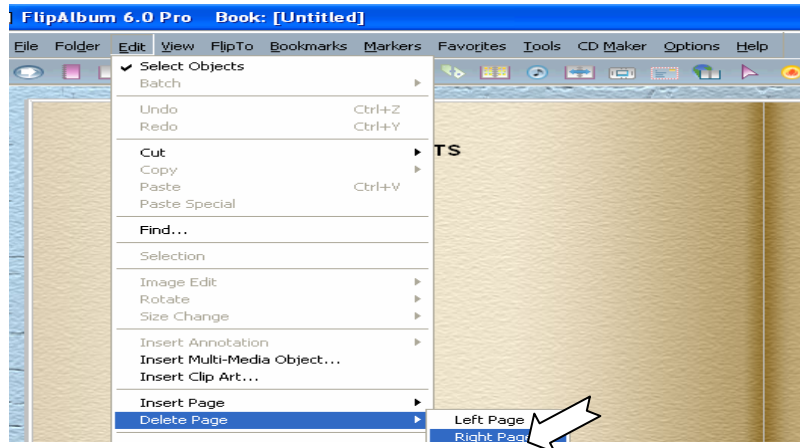 FlipAlbum 6.0 Pro Book: [Untitled]
File Folder Edit View FlipTo Bookmarks Markers Favorites Tools CD Maker Options Help
Select Objects
Batch
Undo Ctrl+Z
Redo Ctrl+Y
Cut
Copy
Paste Ctrl+V
Paste Special
Find...
Selection
Image Edit
Rotate
Size Change
Insert Annotation
Insert Multi-Media Object...
Insert Clip Art...
Insert Page
Delete Page
Left Page
Right Page
TS